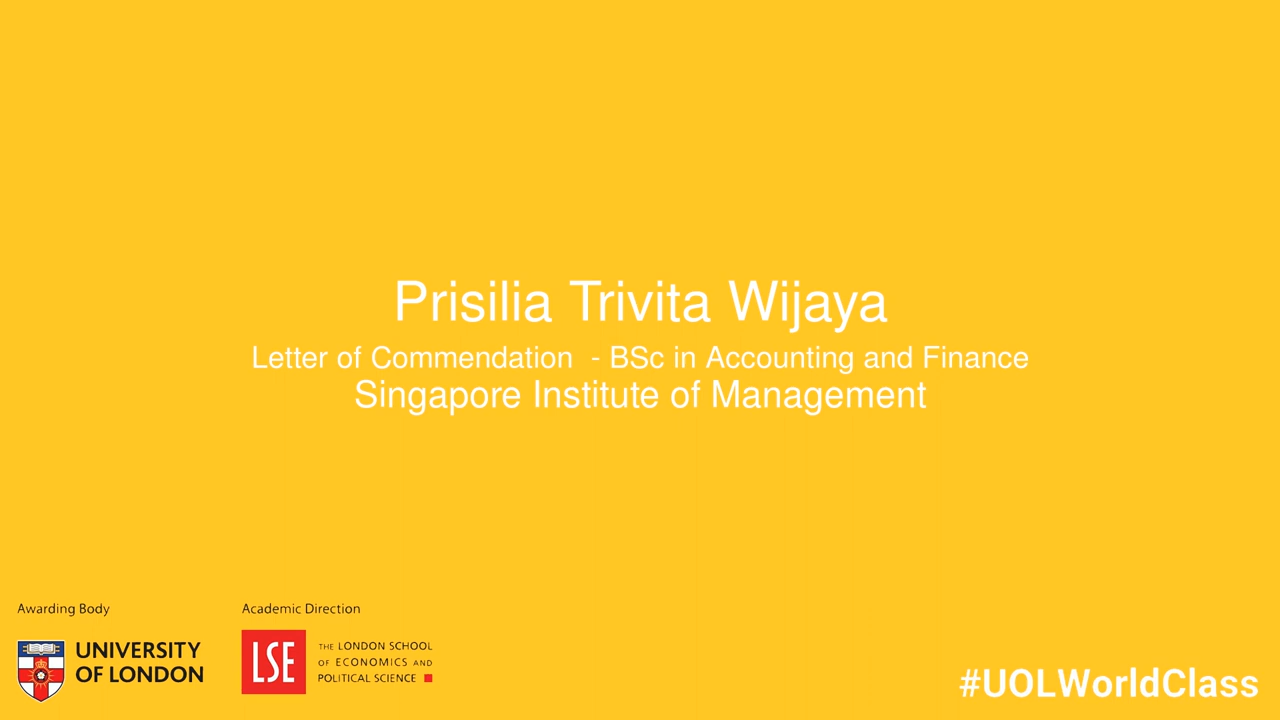 Prisilia Trivita Wijaya
Letter of Commendation  - BSc in Accounting and Finance
Singapore Institute of Management
Awarding Body
UNIVERSITY
OF LONDON
Academic Direction
LSE
THE LONDON SCHOOL
OF ECONOMICS AND
POLITICAL SCIENCE
#UOLWorldClass